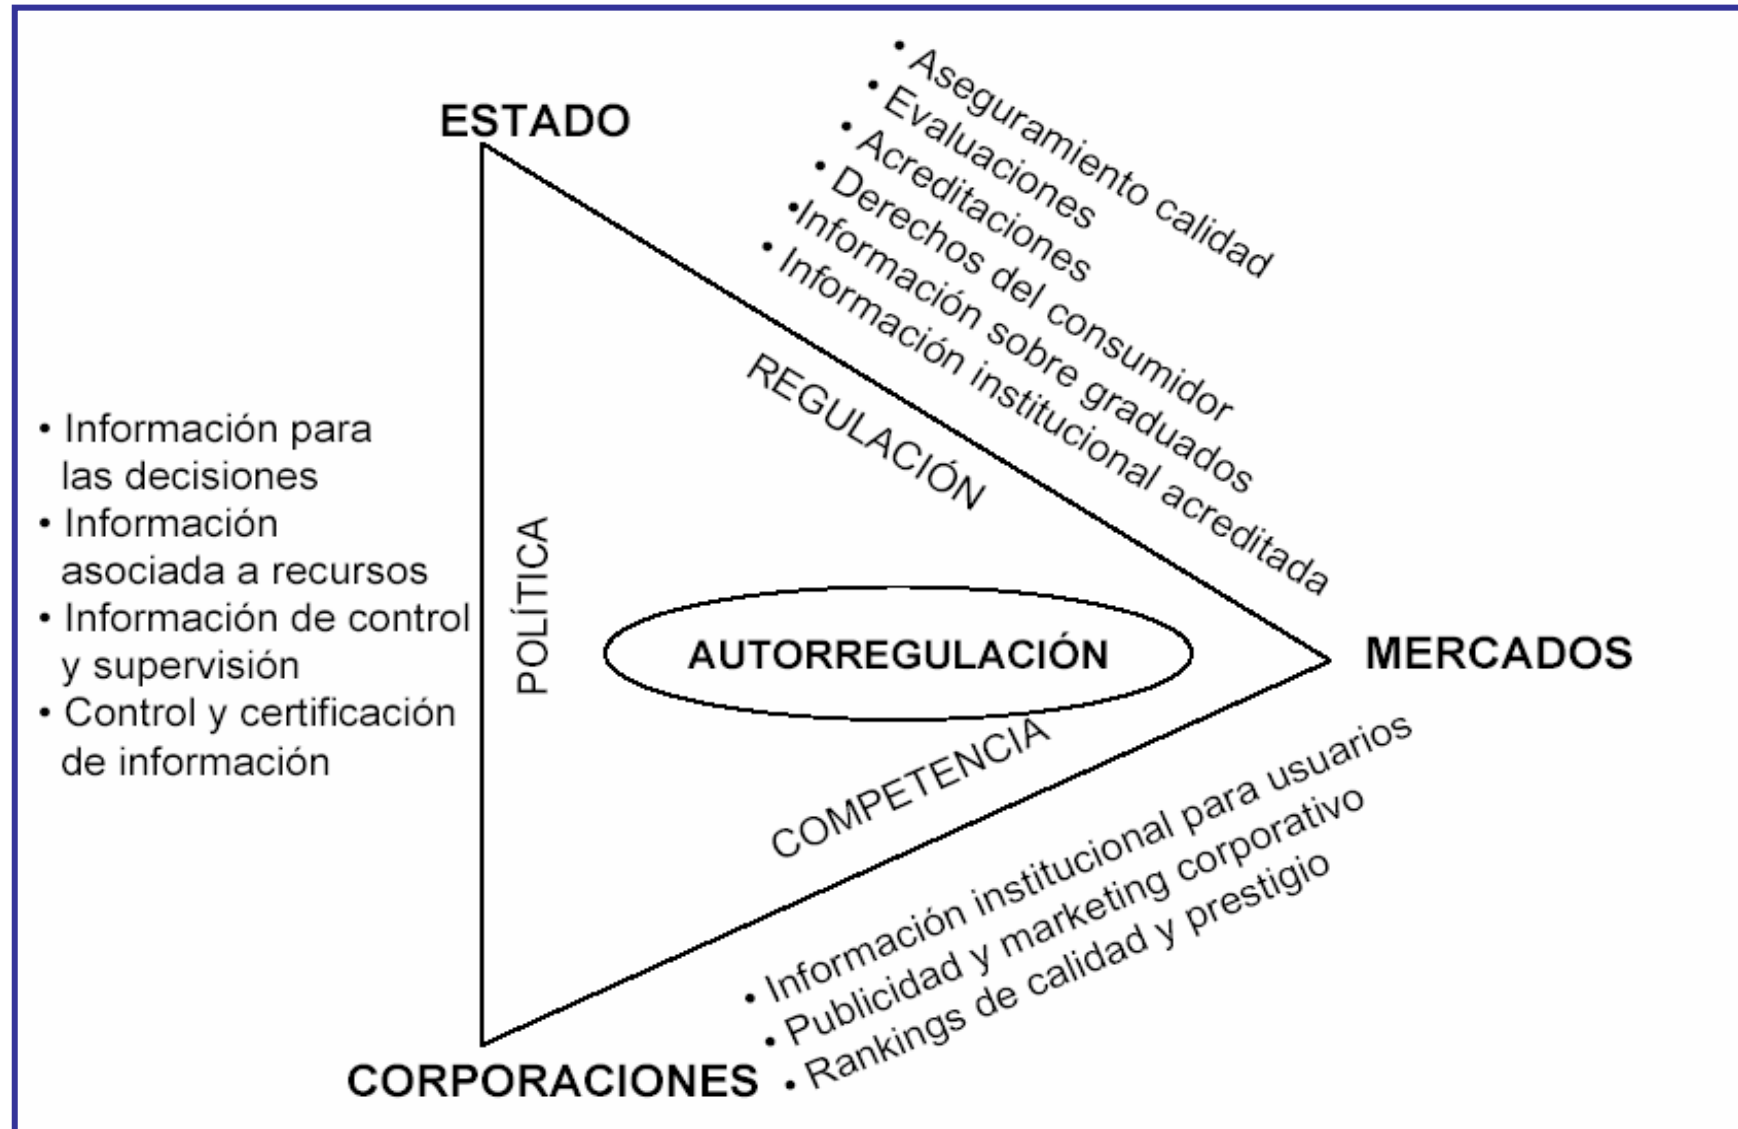 ESTADO
• Aseguramiento calidad
• Evaluaciones
• Acreditaciones
• Derechos del consumidor
•Información sobre graduados
• Información institucional acreditada
REGULACIÓN
• Información para
las decisiones
• Información
asociada a recursos
• Información de control
y supervisión
• Control y certificación
de información
POLÍTICA
AUTORREGULACIÓN
MERCADOS
COMPETENCIA
• Información institucional para usuarios
• Publicidad y marketing corporativo
• Rankings de calidad y prestigio
CORPORACIONES